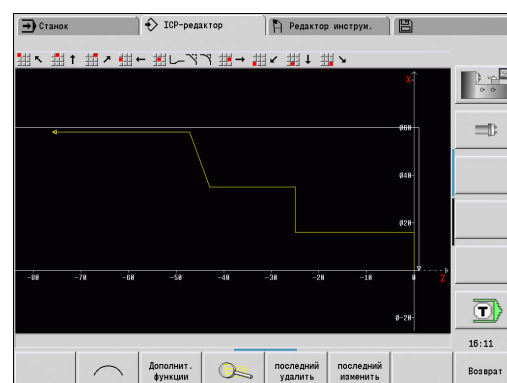 Станок
ICP-редактор
Редактор инструм.
X
Ø60
Ø40
Ø20
-80 -70 -60 -50 -40 -30 -20 -10 0 Z
Ø-20
T
16:11
Дополнит. функции
последний удалить
последний изменить
Возврат